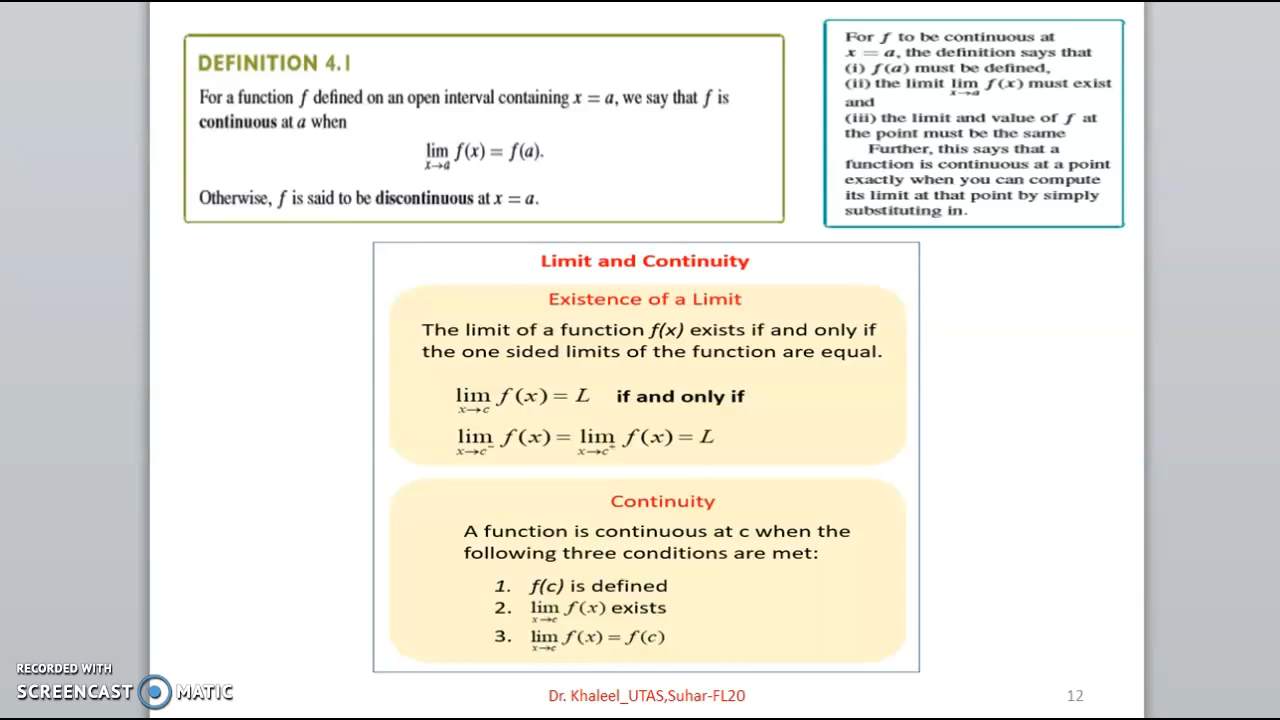 DEFINITION 4.1
For a function f defined on an open interval containing x = a, we say that f is
continuous at a when
lim f(x) = f(a).
x→a
Otherwise, f is said to be discontinuous at x = a.
For f to be continuous at
x = a, the definition says that
(i) f(a) must be defined,
(ii) the limit lim f(x) must exist
x→a
and
(iii) the limit and value of f at
the point must be the same
Further, this says that a
function is continuous at a point
exactly when you can compute
its limit at that point by simply
substituting in.
Limit and Continuity
Existence of a Limit
The limit of a function f(x) exists if and only if
the one sided limits of the function are equal.
lim f(x) = L if and only if
x→c
lim f(x) = lim f(x) = L
x→c⁻ x→c⁺
Continuity
A function is continuous at c when the
following three conditions are met:
1. f(c) is defined
2. lim f(x) exists
x→c
3. lim f(x) = f(c)
x→c
RECORDED WITH
SCREENCAST MATIC
Dr. Khaleel_UTAS,Suhar-FL20
12